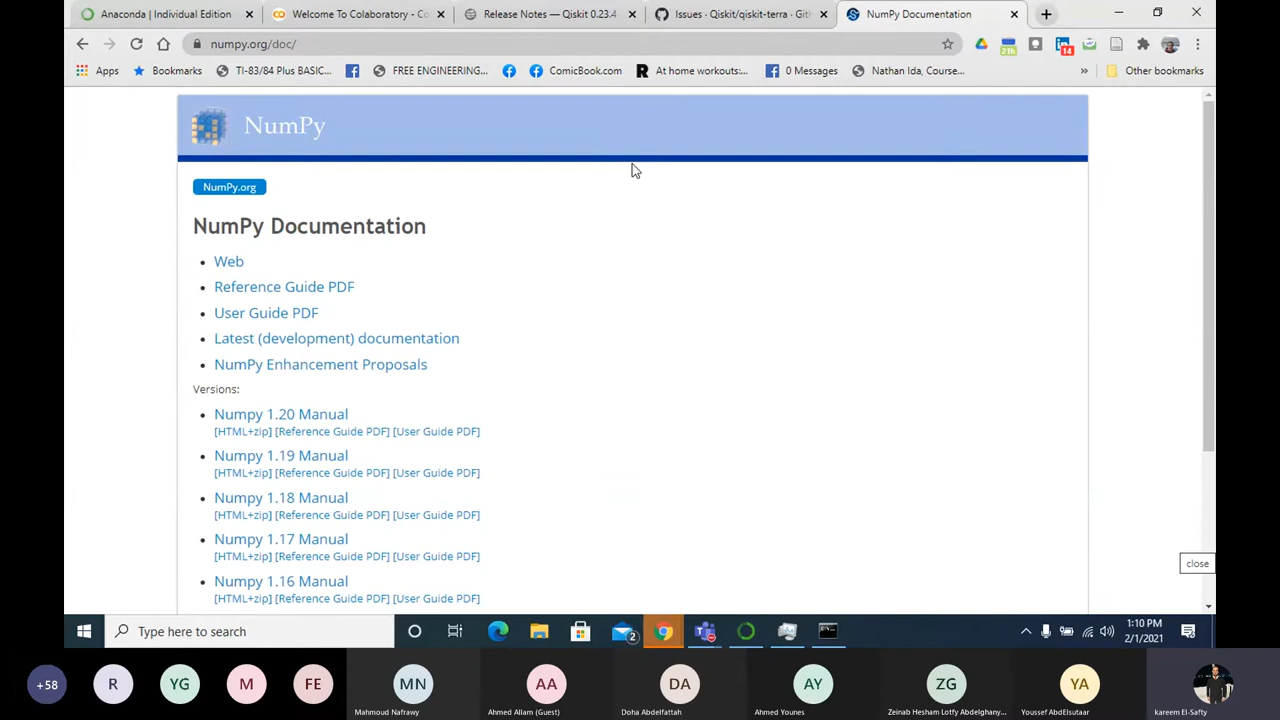 Anaconda | Individual Edition
Welcome To Colaboratory - Co
Release Notes — Qiskit 0.23.4
Issues · Qiskit/qiskit-terra · Git
NumPy Documentation
numpy.org/doc/
21h
14
Apps
Bookmarks
TI-83/84 Plus BASIC...
FREE ENGINEERING...
ComicBook.com
At home workouts:...
0 Messages
Nathan Ida, Course...
»
Other bookmarks
NumPy
NumPy.org
NumPy Documentation
Web
Reference Guide PDF
User Guide PDF
Latest (development) documentation
NumPy Enhancement Proposals
Versions:
Numpy 1.20 Manual
[HTML+zip] [Reference Guide PDF] [User Guide PDF]
Numpy 1.19 Manual
[HTML+zip] [Reference Guide PDF] [User Guide PDF]
Numpy 1.18 Manual
[HTML+zip] [Reference Guide PDF] [User Guide PDF]
Numpy 1.17 Manual
[HTML+zip] [Reference Guide PDF] [User Guide PDF]
Numpy 1.16 Manual
[HTML+zip] [Reference Guide PDF] [User Guide PDF]
close
Type here to search
2
1:10 PM
2/1/2021
+58
R
YG
M
FE
MN
Mahmoud Nafrawy
AA
Ahmed Allam (Guest)
DA
Doha Abdelfattah
AY
Ahmed Younes
ZG
Zeinab Hesham Lotfy Abdelghany...
YA
Youssef AbdElsutaar
kareem El-Safty